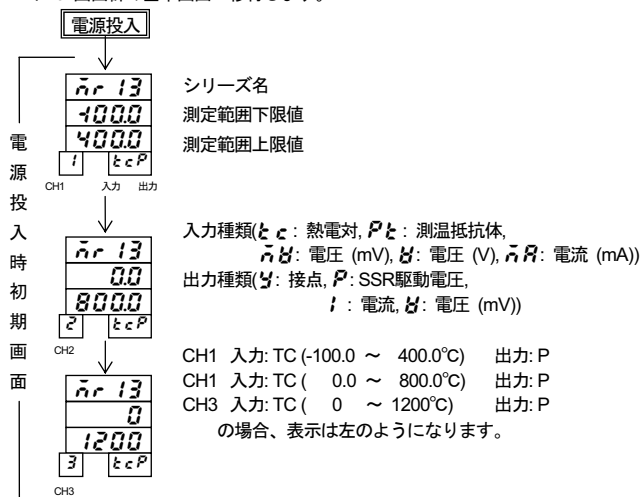 電源投入
電源投入時初期画面
ñr 13
-100.0
400.0
1 tcP
CH1 入力 出力
シリーズ名
測定範囲下限値
測定範囲上限値
ñr 13
0.0
800.0
2 tcP
CH2
入力種類(tc: 熱電対, Pt: 測温抵抗体,
ñV: 電圧 (mV), V: 電圧 (V), ñA: 電流 (mA))
出力種類(Y: 接点, P: SSR駆動電圧,
I : 電流, V: 電圧 (mV))
ñr 13
0
1200
3 tcP
CH3
CH1 入力: TC (-100.0 ～ 400.0°C) 出力: P
CH1 入力: TC ( 0.0 ～ 800.0°C) 出力: P
CH3 入力: TC ( 0 ～ 1200°C) 出力: P
の場合、表示は左のようになります。